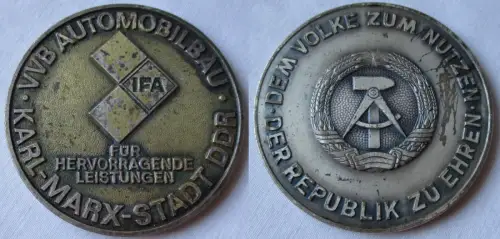 · VVB AUTOMOBILBAU ·
KARL-MARX-STADT DDR
IFA
FÜR
HERVORRAGENDE
LEISTUNGEN
· DEM VOLKE ZUM NUTZEN ·
DER REPUBLIK ZU EHREN